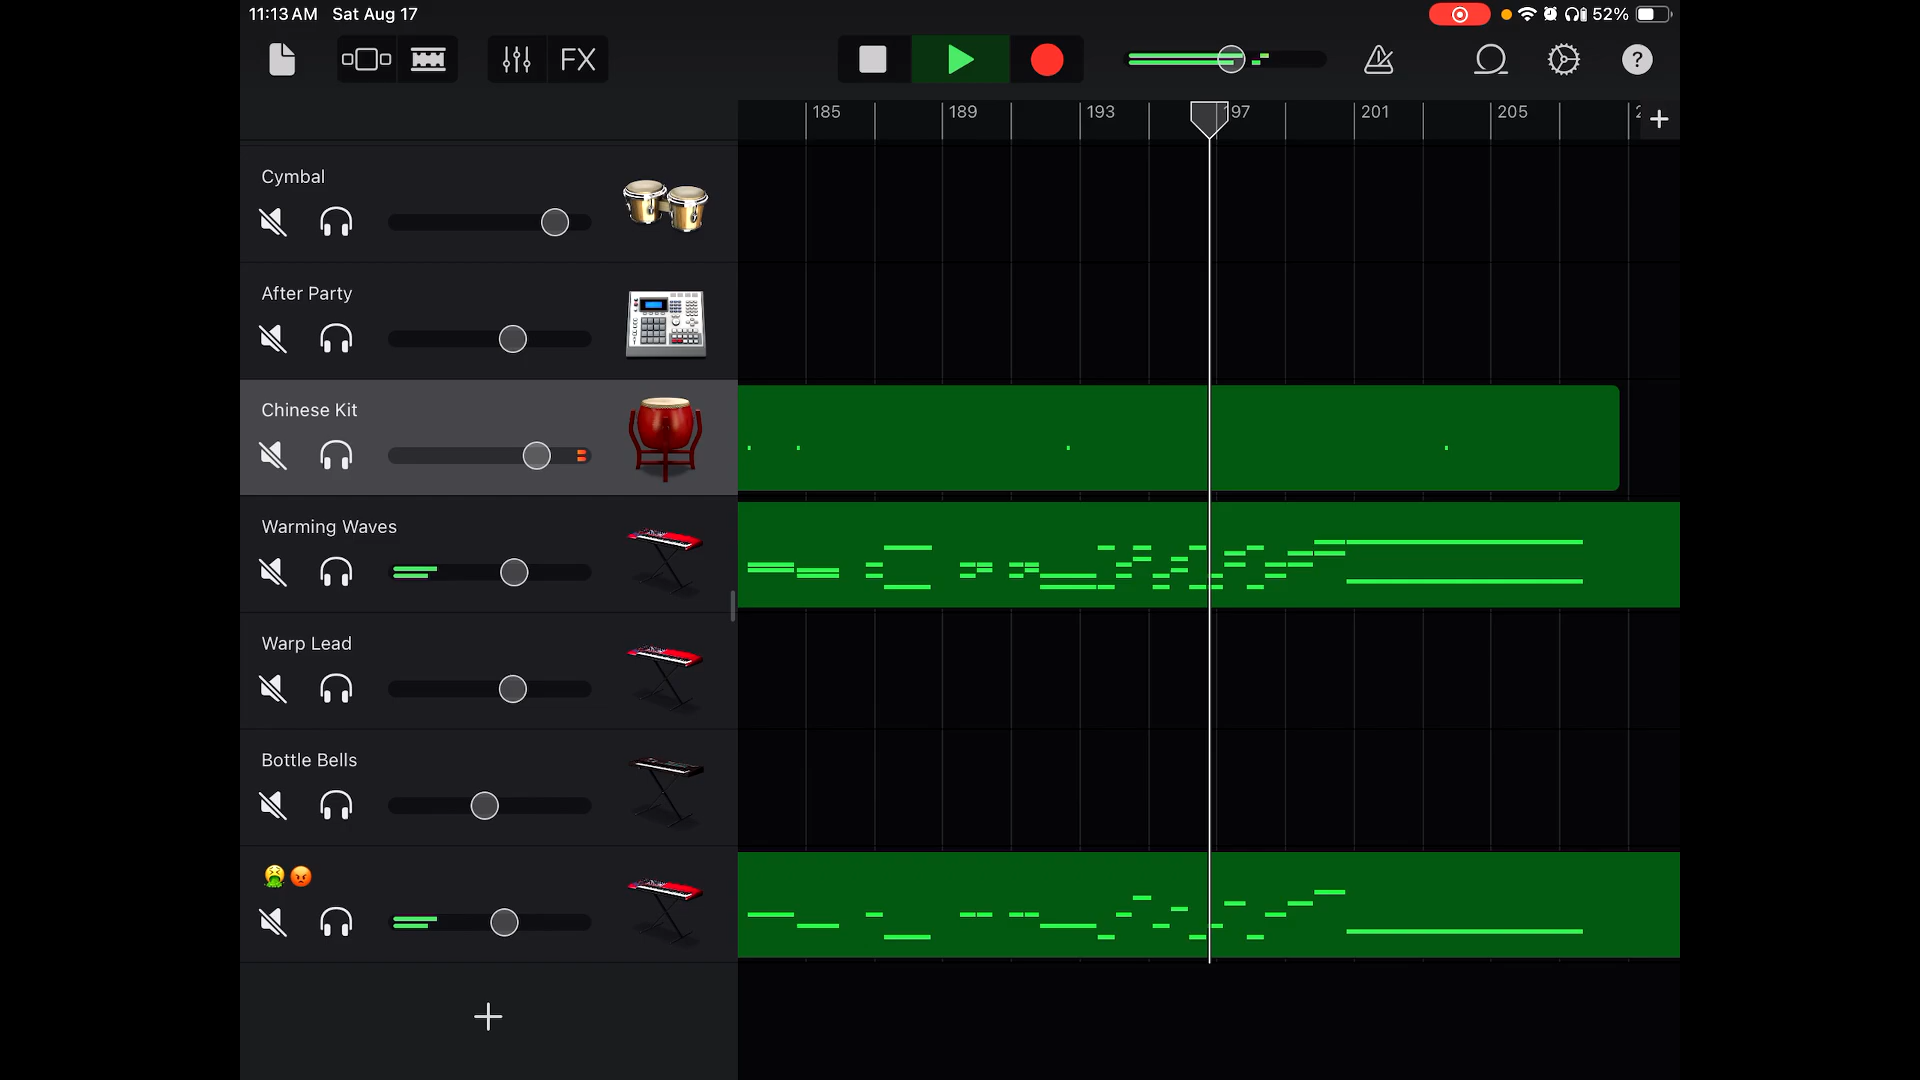 11:13 AM Sat Aug 17
52%
FX
?
185 189 193 197 201 205
Cymbal
After Party
Chinese Kit
Warming Waves
Warp Lead
Bottle Bells
🤮😡